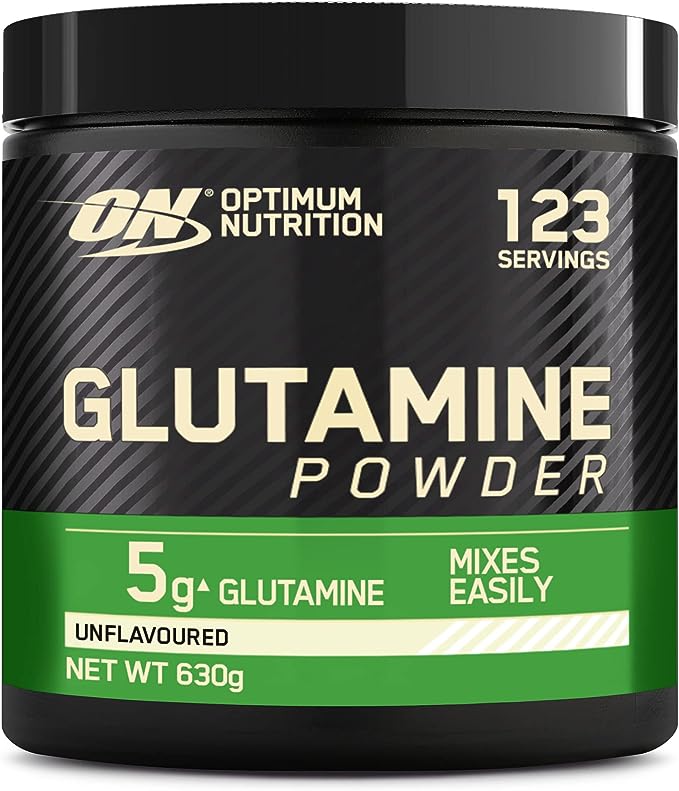 ON® OPTIMUM
NUTRITION
123
SERVINGS
GLUTAMINE
POWDER
5g▲ GLUTAMINE
MIXES
EASILY
UNFLAVOURED
NET WT 630g